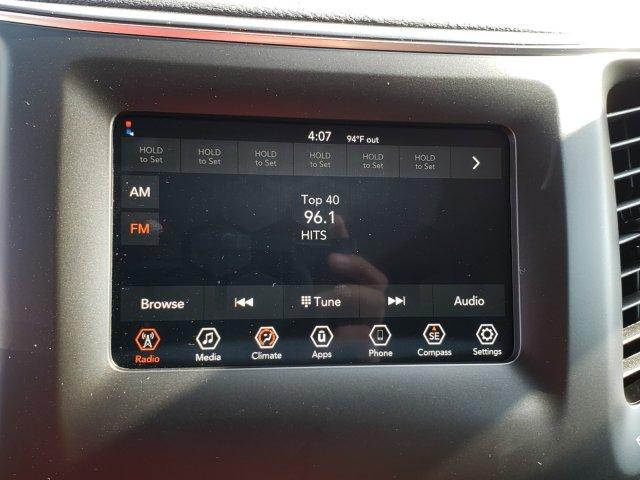 4:07 94°F out
HOLD to Set HOLD to Set HOLD to Set HOLD to Set HOLD to Set HOLD to Set
AM
FM
Top 40
96.1
HITS
Browse Tune Audio
Radio Media Climate Apps Phone SE Compass Settings